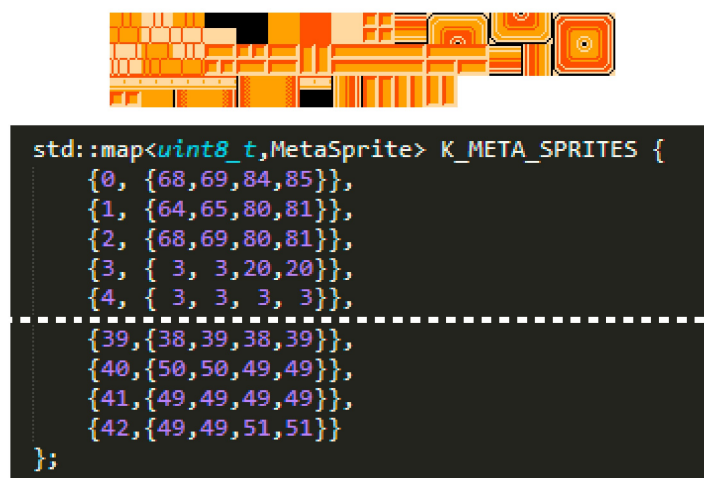 std::map<uint8_t,MetaSprite> K_META_SPRITES {
{0, {68,69,84,85}},
{1, {64,65,80,81}},
{2, {68,69,80,81}},
{3, { 3, 3,20,20}},
{4, { 3, 3, 3, 3}},
{39,{38,39,38,39}},
{40,{50,50,49,49}},
{41,{49,49,49,49}},
{42,{49,49,51,51}}
};